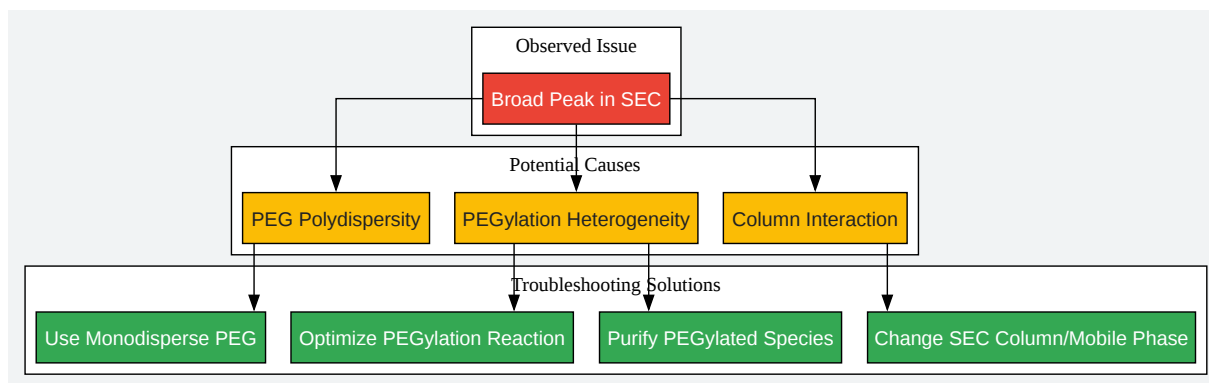 Observed Issue
Broad Peak in SEC
Potential Causes
PEG Polydispersity
PEGylation Heterogeneity
Column Interaction
Troubleshooting Solutions
Use Monodisperse PEG
Optimize PEGylation Reaction
Purify PEGylated Species
Change SEC Column/Mobile Phase